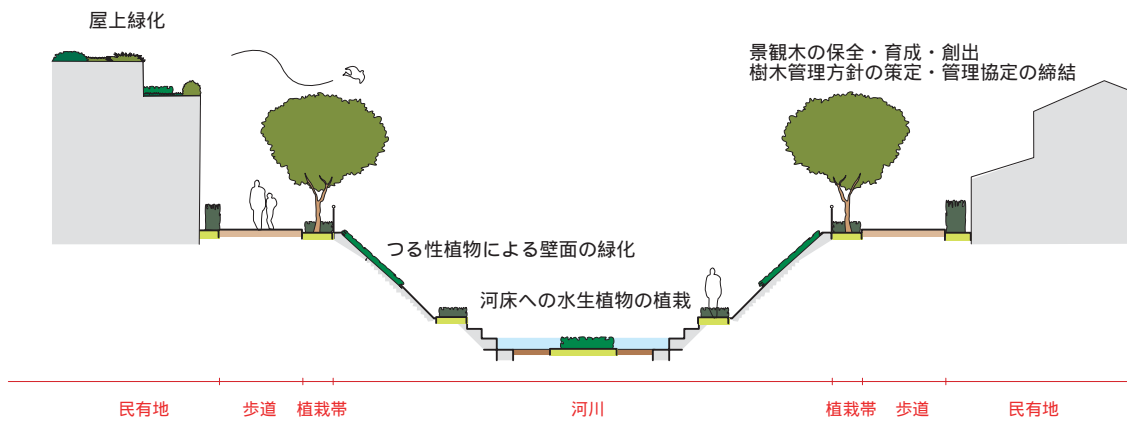 屋上緑化
景観木の保全・育成・創出
樹木管理方針の策定・管理協定の締結
つる性植物による壁面の緑化
河床への水生植物の植栽
民有地 歩道 植栽帯 河川 植栽帯 歩道 民有地